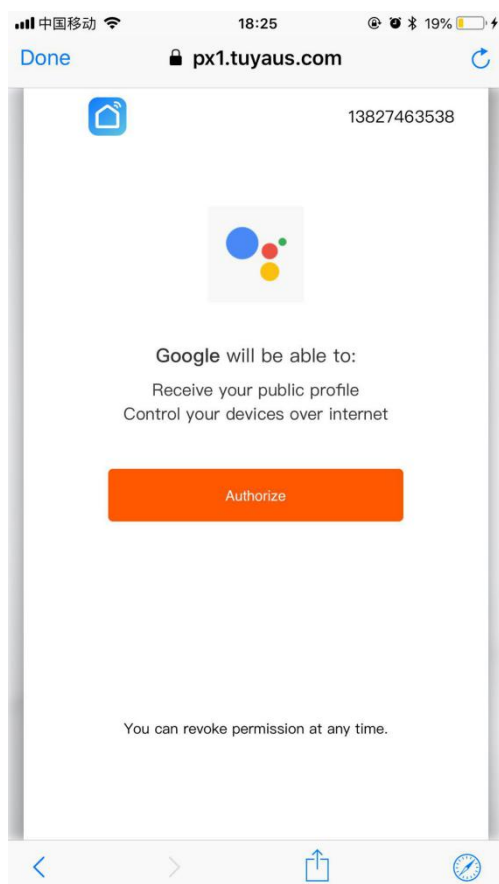 中国移动 18:25 19%
Done px1.tuyaus.com
13827463538
Google will be able to:
Receive your public profile
Control your devices over internet
Authorize
You can revoke permission at any time.